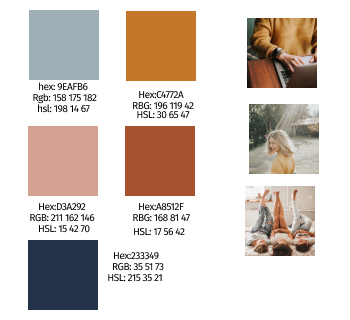 hex: 9EAFB6
Rgb: 158 175 182
hsl: 198 14 67
Hex:C4772A
RBG: 196 119 42
HSL: 30 65 47
Hex:D3A292
RGB: 211 162 146
HSL: 15 42 70
Hex:A8512F
RBG: 168 81 47
HSL: 17 56 42
Hex:233349
RGB: 35 51 73
HSL: 215 35 21